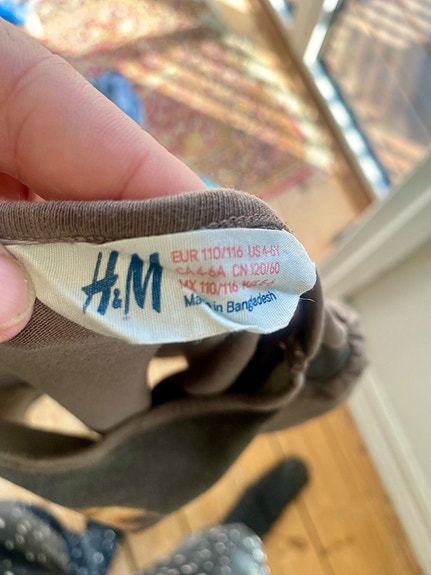 H&M
EUR 110/116 US 4-6Y
CA 4-6A CN 120/60
MX 110/116
Made in Bangladesh